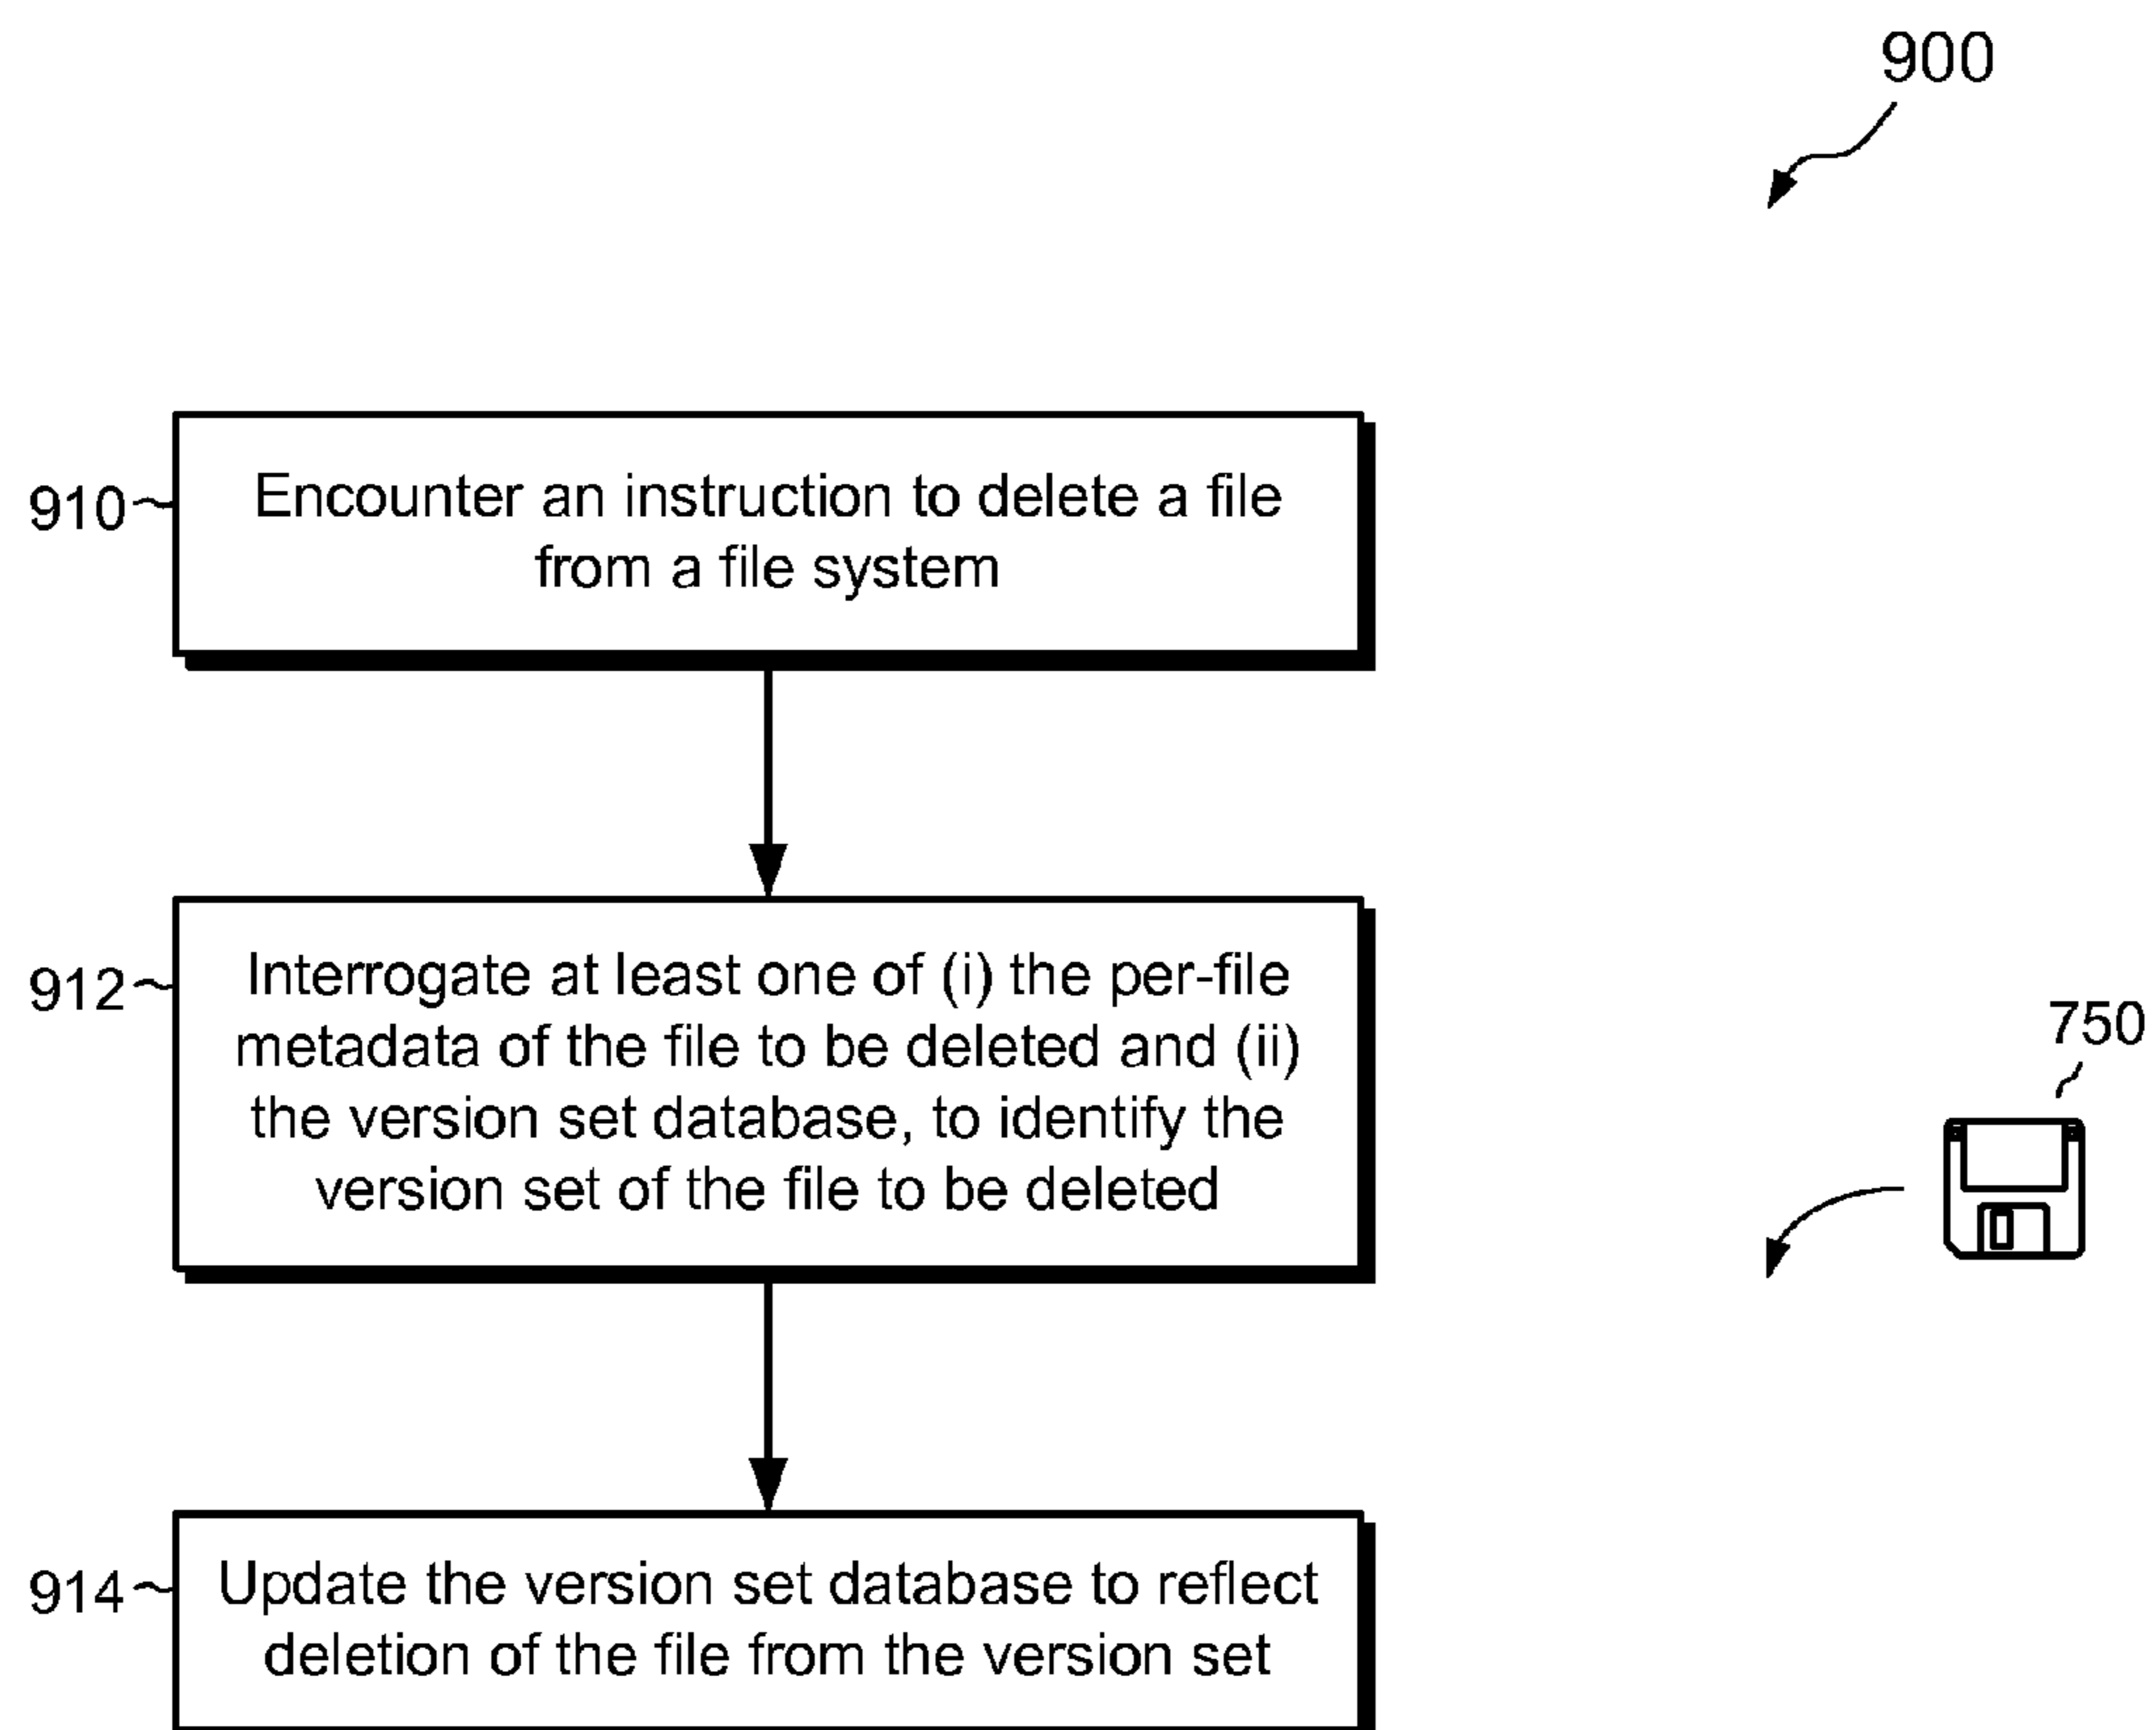 900
910
Encounter an instruction to delete a file
from a file system
912
Interrogate at least one of (i) the per-file
metadata of the file to be deleted and (ii)
the version set database, to identify the
version set of the file to be deleted
750
914
Update the version set database to reflect
deletion of the file from the version set